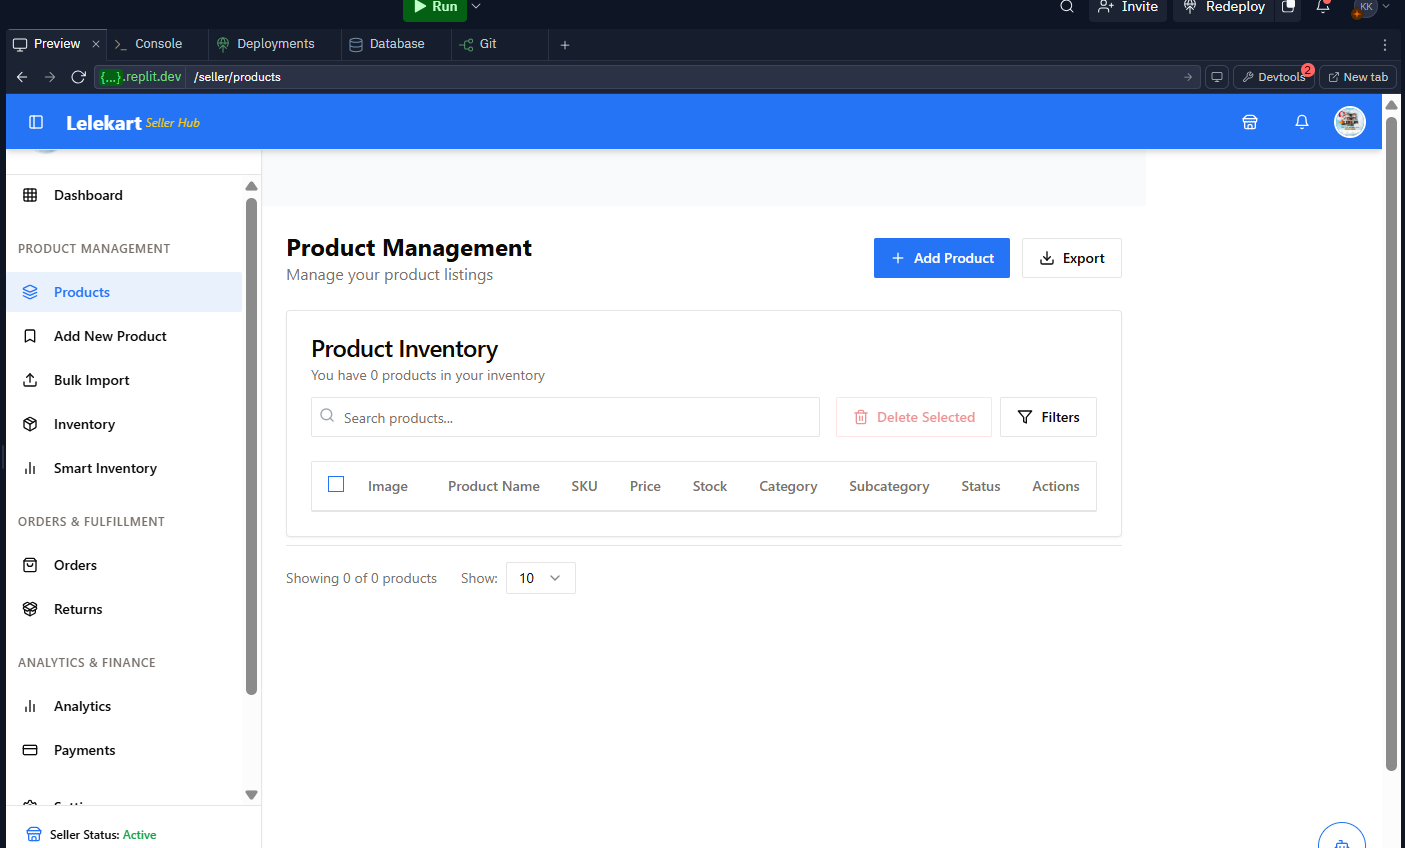 Run
Invite
Redeploy
KK
Preview
Console
Deployments
Database
Git
{...}.replit.dev
/seller/products
Devtools
2
New tab
Lelekart Seller Hub
Dashboard
PRODUCT MANAGEMENT
Products
Add New Product
Bulk Import
Inventory
Smart Inventory
ORDERS & FULFILLMENT
Orders
Returns
ANALYTICS & FINANCE
Analytics
Payments
Seller Status: Active
Product Management
Manage your product listings
Add Product
Export
Product Inventory
You have 0 products in your inventory
Search products...
Delete Selected
Filters
Image Product Name SKU Price Stock Category Subcategory Status Actions
Showing 0 of 0 products Show: 10